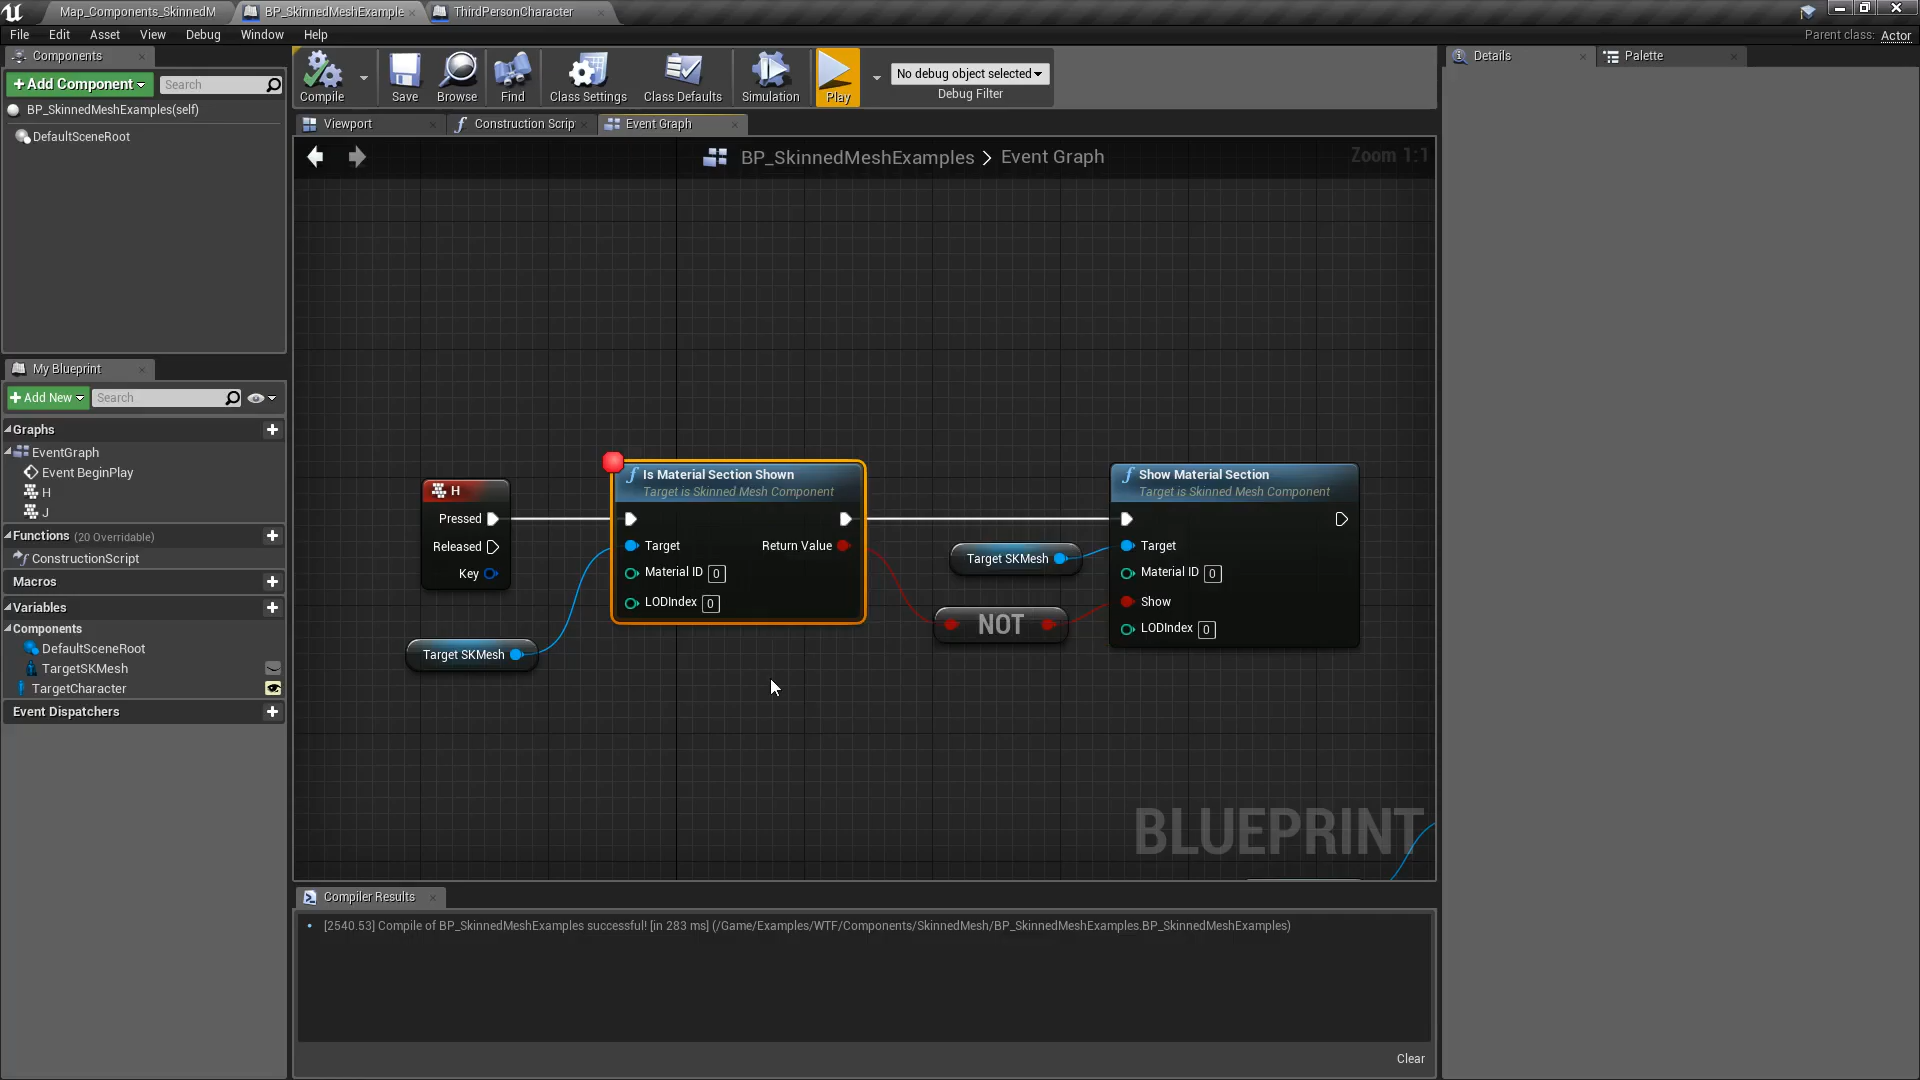 Map_Components_SkinnedM
BP_SkinnedMeshExample
ThirdPersonCharacter
File Edit Asset View Debug Window Help
Parent class: Actor
Components
+ Add Component
Search
BP_SkinnedMeshExamples(self)
DefaultSceneRoot
Compile
Save
Browse
Find
Class Settings
Class Defaults
Simulation
Play
No debug object selected
Debug Filter
Viewport
Construction Scrip
Event Graph
BP_SkinnedMeshExamples > Event Graph
Zoom 1:1
Details
Palette
My Blueprint
+ Add New
Search
Graphs
EventGraph
Event BeginPlay
H
J
Functions (20 Overridable)
ConstructionScript
Macros
Variables
Components
DefaultSceneRoot
TargetSKMesh
TargetCharacter
Event Dispatchers
H
Pressed
Released
Key
Target SKMesh
Is Material Section Shown
Target is Skinned Mesh Component
Target
Return Value
Material ID 0
LODIndex 0
Target SKMesh
NOT
Show Material Section
Target is Skinned Mesh Component
Target
Material ID 0
Show
LODIndex 0
BLUEPRINT
Compiler Results
[2540.53] Compile of BP_SkinnedMeshExamples successful! [in 283 ms] (/Game/Examples/WTF/Components/SkinnedMesh/BP_SkinnedMeshExamples.BP_SkinnedMeshExamples)
Clear